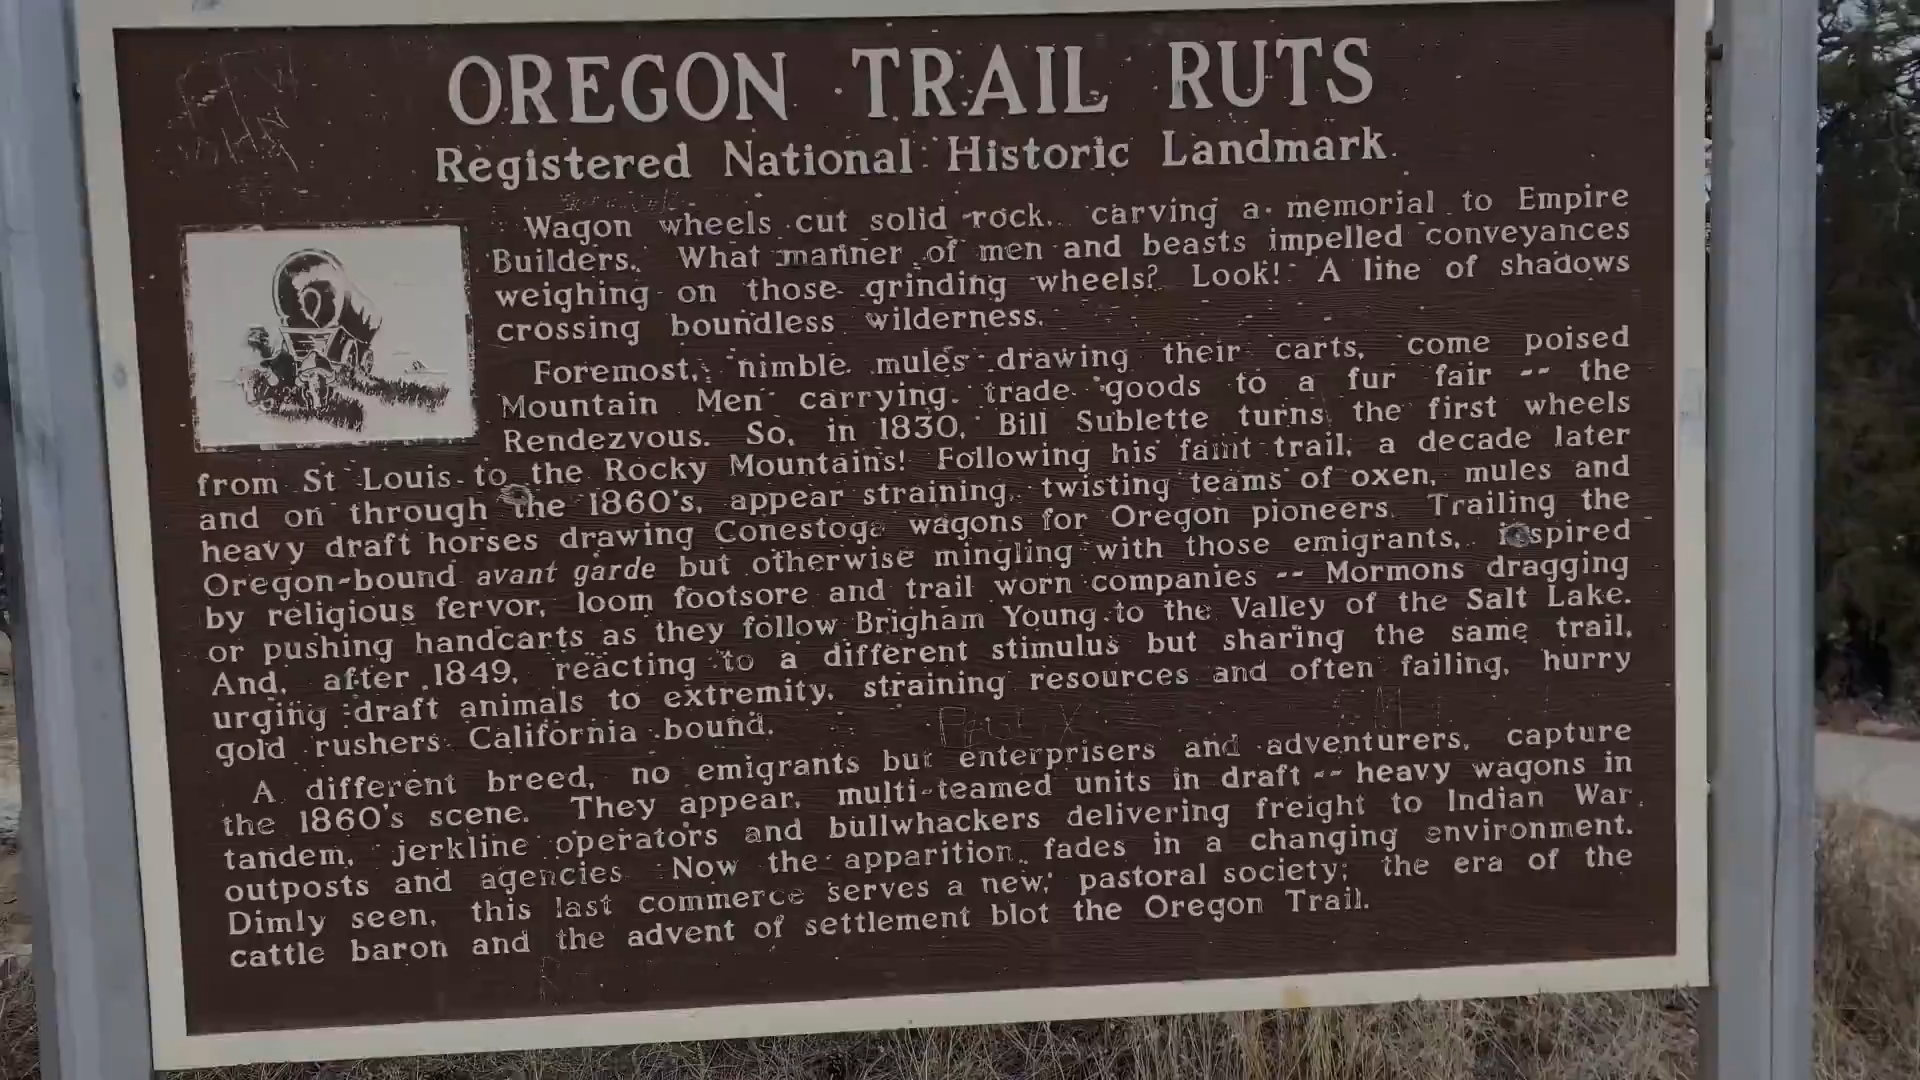 OREGON TRAIL RUTS
Registered National Historic Landmark
Wagon wheels cut solid rock, carving a memorial to Empire
Builders. What manner of men and beasts impelled conveyances
weighing on those grinding wheels? Look! A line of shadows
crossing boundless wilderness.
Foremost, nimble mules drawing their carts, come poised
Mountain Men carrying trade goods to a fur fair -- the
Rendezvous. So, in 1830, Bill Sublette turns the first wheels
from St Louis to the Rocky Mountains! Following his faint trail, a decade later
and on through the 1860's, appear straining, twisting teams of oxen, mules and
heavy draft horses drawing Conestoga wagons for Oregon pioneers. Trailing the
Oregon-bound avant garde but otherwise mingling with those emigrants, inspired
by religious fervor, loom footsore and trail worn companies -- Mormons dragging
or pushing handcarts as they follow Brigham Young to the Valley of the Salt Lake.
And, after 1849, reacting to a different stimulus but sharing the same trail,
urging draft animals to extremity, straining resources and often failing, hurry
gold rushers California bound.
A different breed, no emigrants but enterprisers and adventurers, capture
the 1860's scene. They appear, multi-teamed units in draft -- heavy wagons in
tandem, jerkline operators and bullwhackers delivering freight to Indian War
outposts and agencies. Now the apparition fades in a changing environment.
Dimly seen, this last commerce serves a new, pastoral society; the era of the
cattle baron and the advent of settlement blot the Oregon Trail.